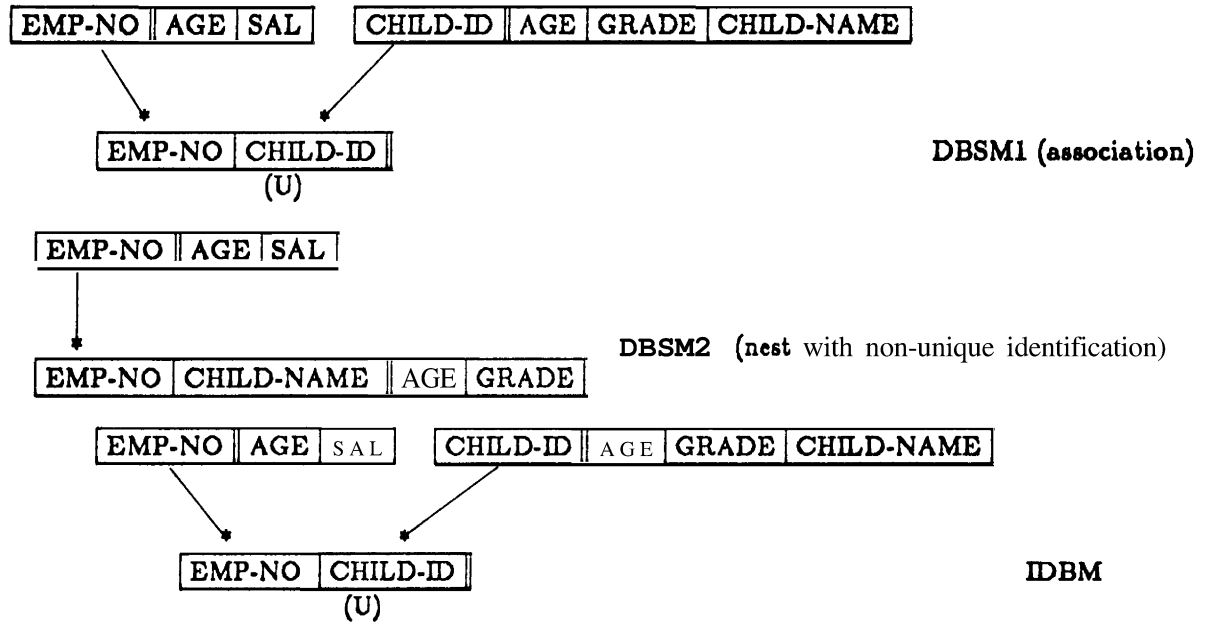 EMP-NO AGE SAL CHILD-ID AGE GRADE CHILD-NAME
* *
EMP-NO CHILD-ID
DBSM1 (association)
(U)
EMP-NO AGE SAL
*
DBSM2 (nest with non-unique identification)
EMP-NO CHILD-NAME AGE GRADE
EMP-NO AGE SAL CHILD-ID AGE GRADE CHILD-NAME
* *
EMP-NO CHILD-ID
IDBM
(U)